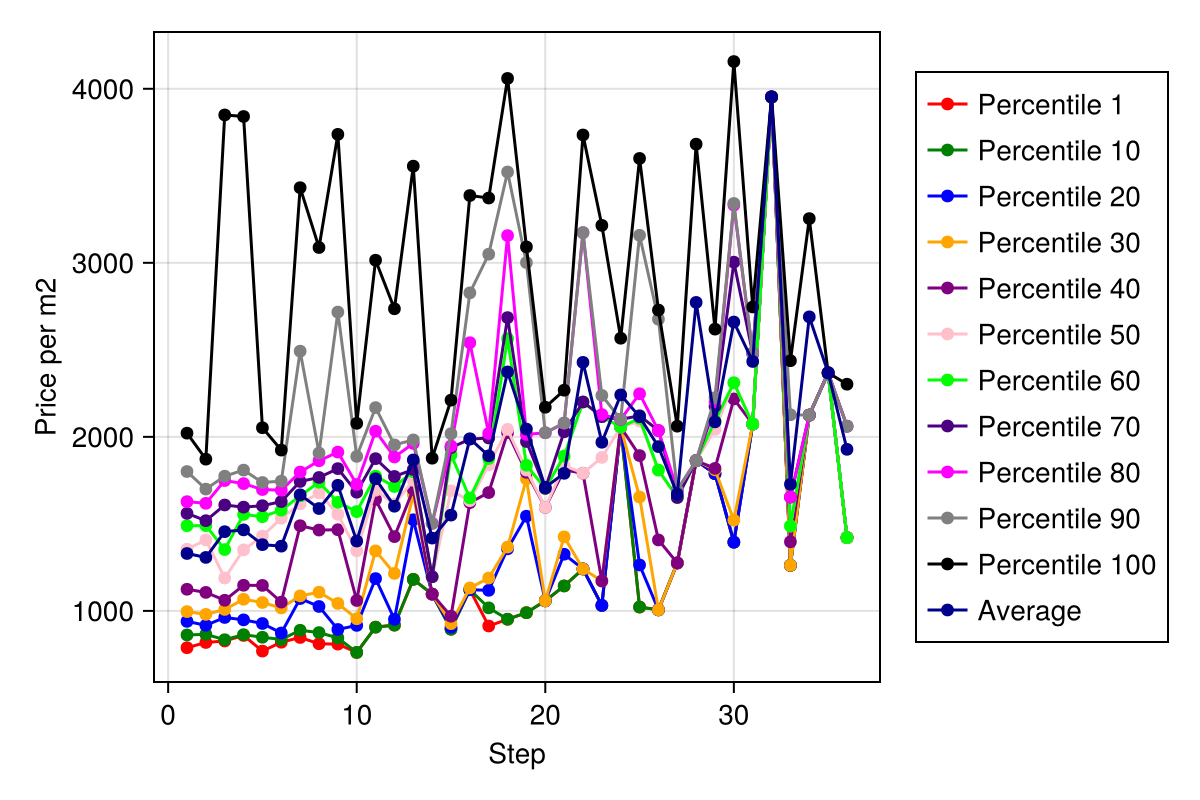 4000
3000
2000
1000
Price per m2
0 10 20 30
Step
Percentile 1
Percentile 10
Percentile 20
Percentile 30
Percentile 40
Percentile 50
Percentile 60
Percentile 70
Percentile 80
Percentile 90
Percentile 100
Average